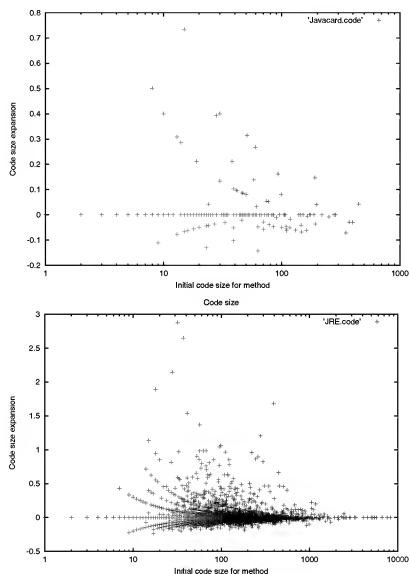 0.8
'Javacard.code' +
0.7
0.6
0.5
0.4
0.3
0.2
0.1
0
-0.1
-0.2
Code size expansion
1 10 100 1000
Initial code size for method
Code size
3
'JRE.code' +
2.5
2
1.5
1
0.5
0
-0.5
Code size expansion
1 10 100 1000 10000
Initial code size for method